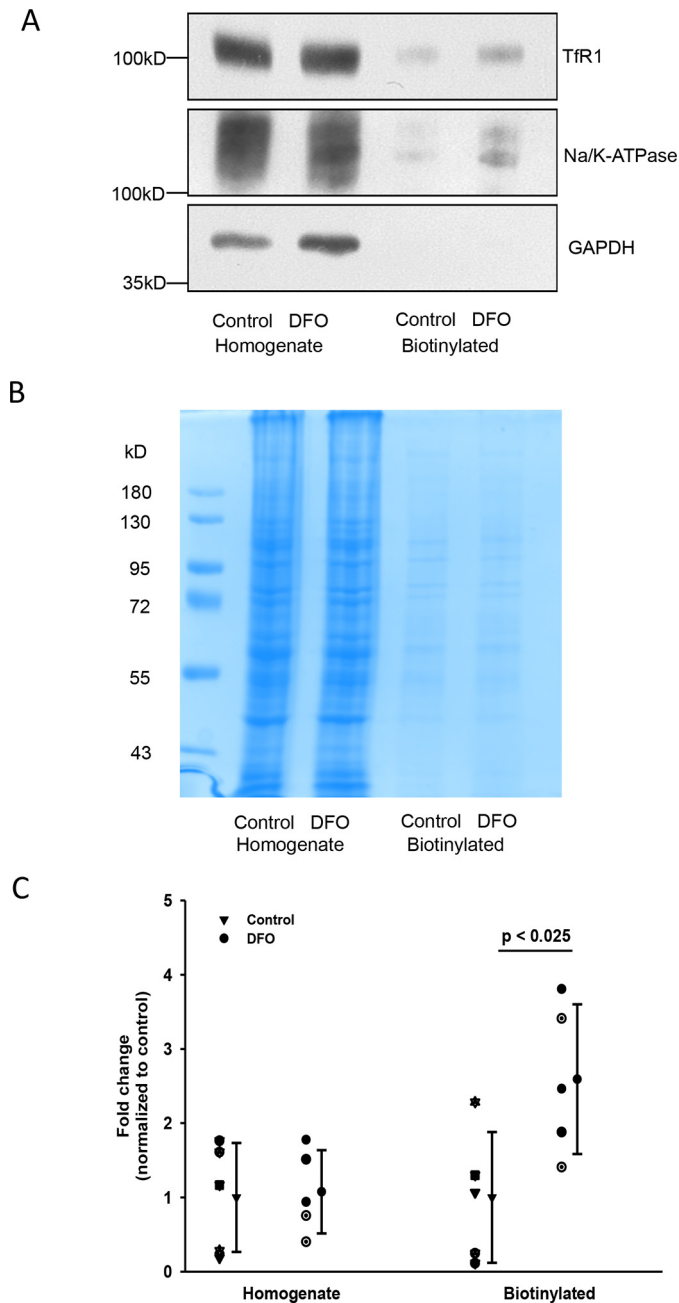 A
100kD
TfR1
Na/K-ATPase
100kD
GAPDH
35kD
Control DFO Control DFO
Homogenate Biotinylated
B
kD
180
130
95
72
55
43
Control DFO Control DFO
Homogenate Biotinylated
C
5
Control
DFO
p < 0.025
4
3
2
1
0
Fold change
(normalized to control)
Homogenate Biotinylated